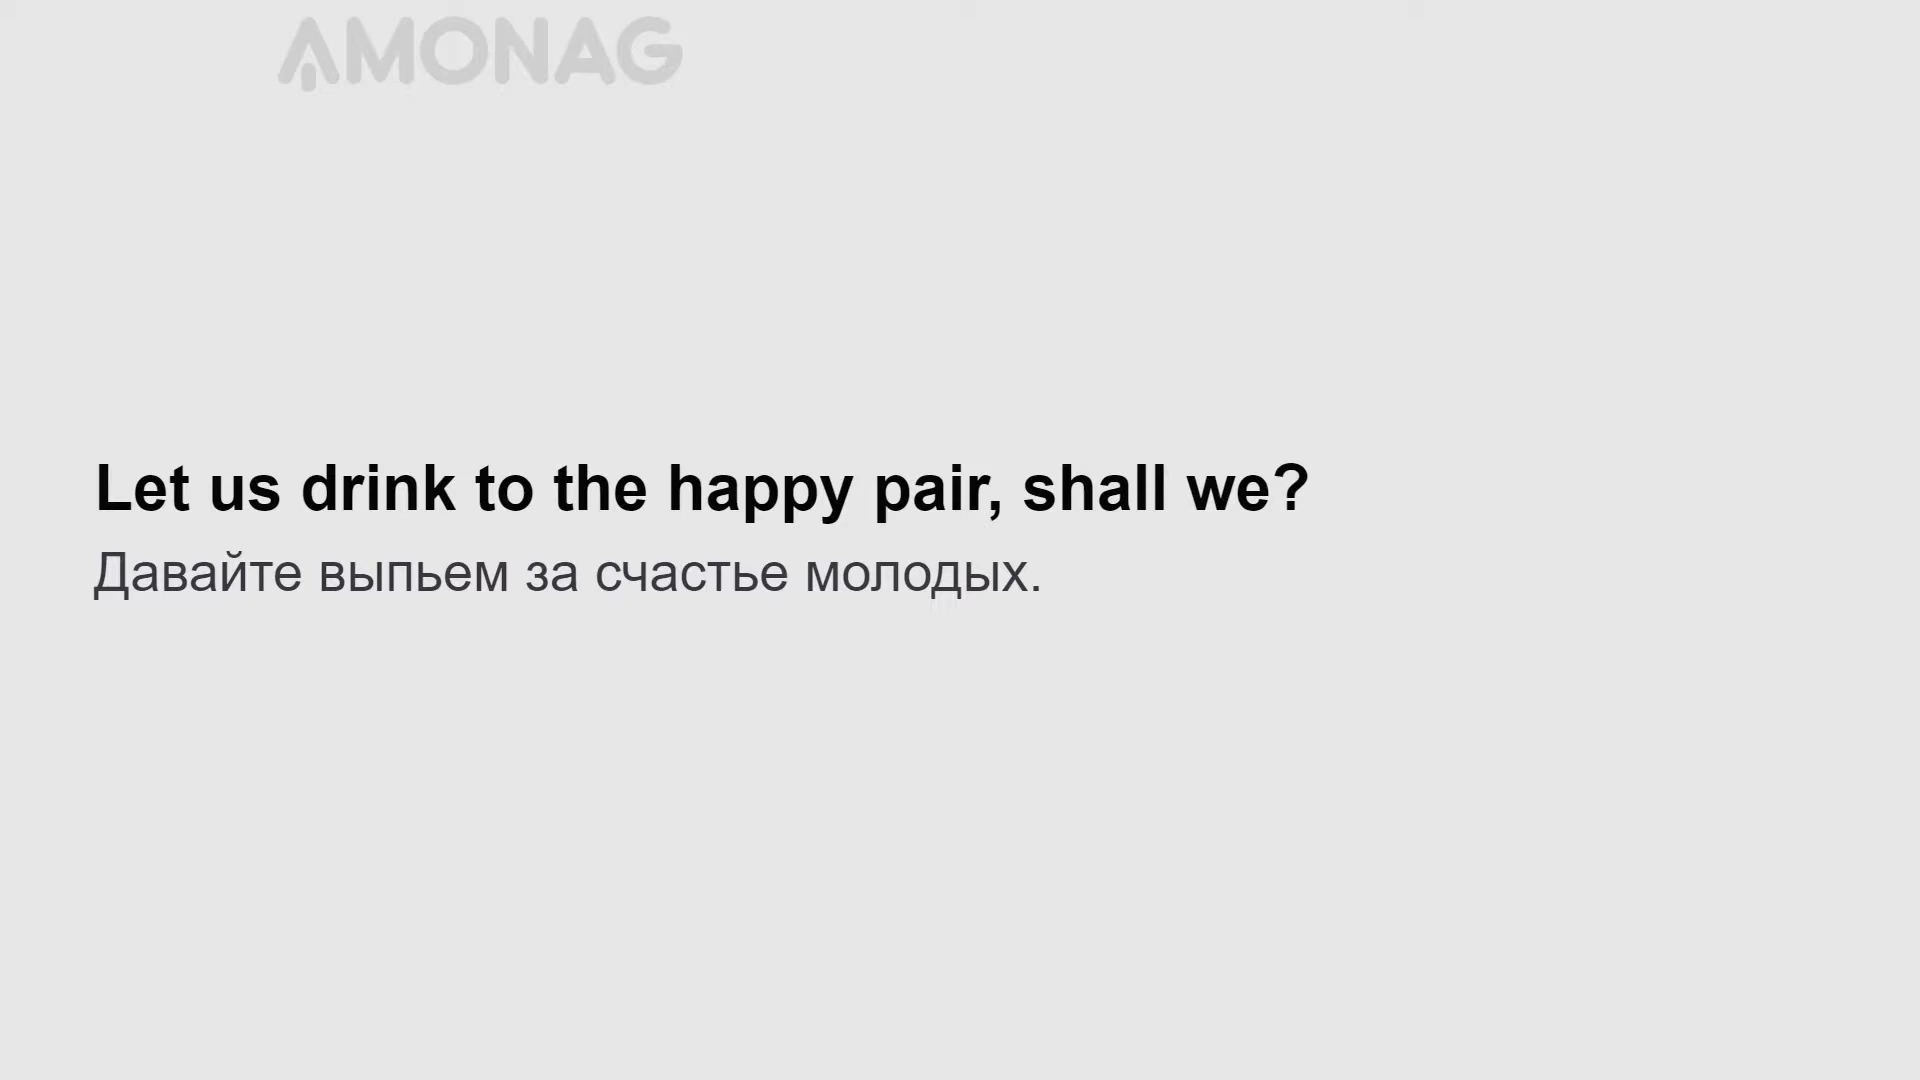 AMONAG
Let us drink to the happy pair, shall we?
Давайте выпьем за счастье молодых.